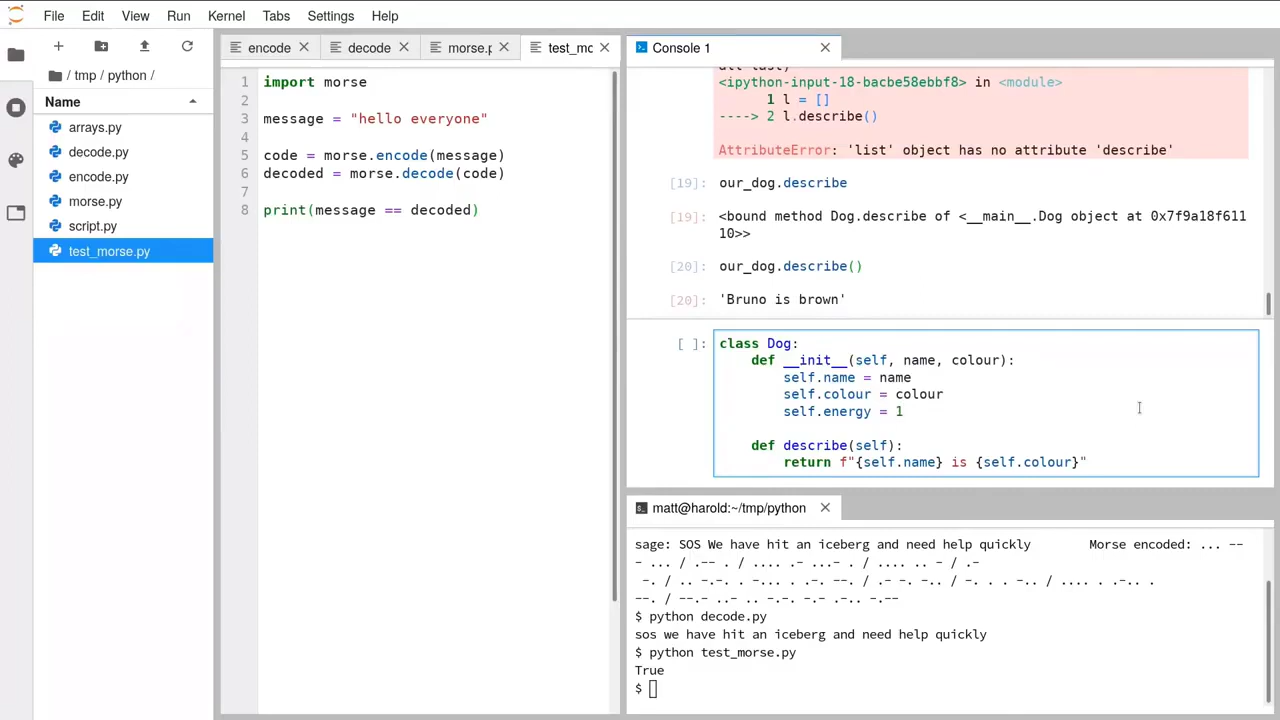 File Edit View Run Kernel Tabs Settings Help
/ tmp / python /
Name
arrays.py
decode.py
encode.py
morse.py
script.py
test_morse.py
encode
decode
morse.p
test_mo
1 import morse
2
3 message = "hello everyone"
4
5 code = morse.encode(message)
6 decoded = morse.decode(code)
7
8 print(message == decoded)
Console 1
<ipython-input-18-bacbe58ebbf8> in <module>
1 l = []
----> 2 l.describe()
AttributeError: 'list' object has no attribute 'describe'
[19]: our_dog.describe
[19]: <bound method Dog.describe of <__main__.Dog object at 0x7f9a18f611
10>>
[20]: our_dog.describe()
[20]: 'Bruno is brown'
[ ]: class Dog:
def __init__(self, name, colour):
self.name = name
self.colour = colour
self.energy = 1
def describe(self):
return f"{self.name} is {self.colour}"
matt@harold:~/tmp/python
sage: SOS We have hit an iceberg and need help quickly Morse encoded: ... --
- ... / .-- . / .... .- ...- . / .... .. - / .-
-. / .. -.-. . -... . .-. --. / .- -. -.. / -. . . -.. / .... . .-.. .
--. / --.- ..- .. -.-. -.- .-.. -.--
$ python decode.py
sos we have hit an iceberg and need help quickly
$ python test_morse.py
True
$